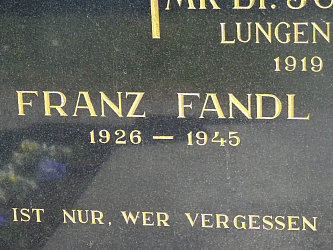 LUNGEN
1919
FRANZ FANDL
1926 — 1945
IST NUR, WER VERGESSEN